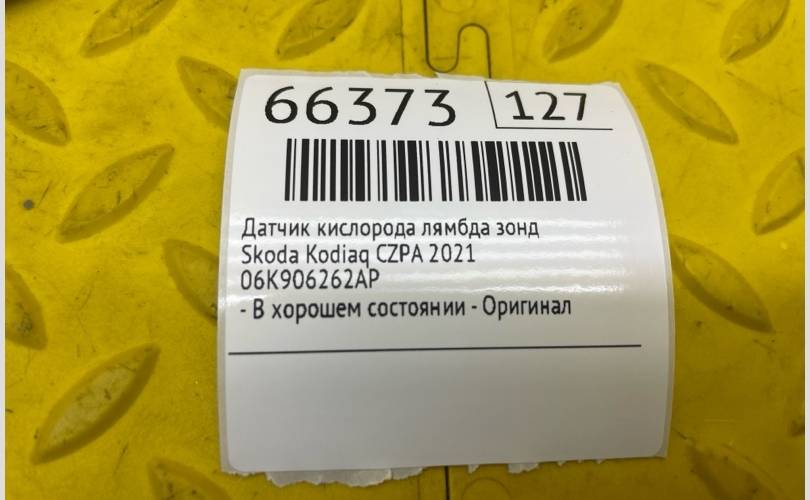 66373 127
Датчик кислорода лямбда зонд
Skoda Kodiaq CZPA 2021
06K906262AP
- В хорошем состоянии - Оригинал